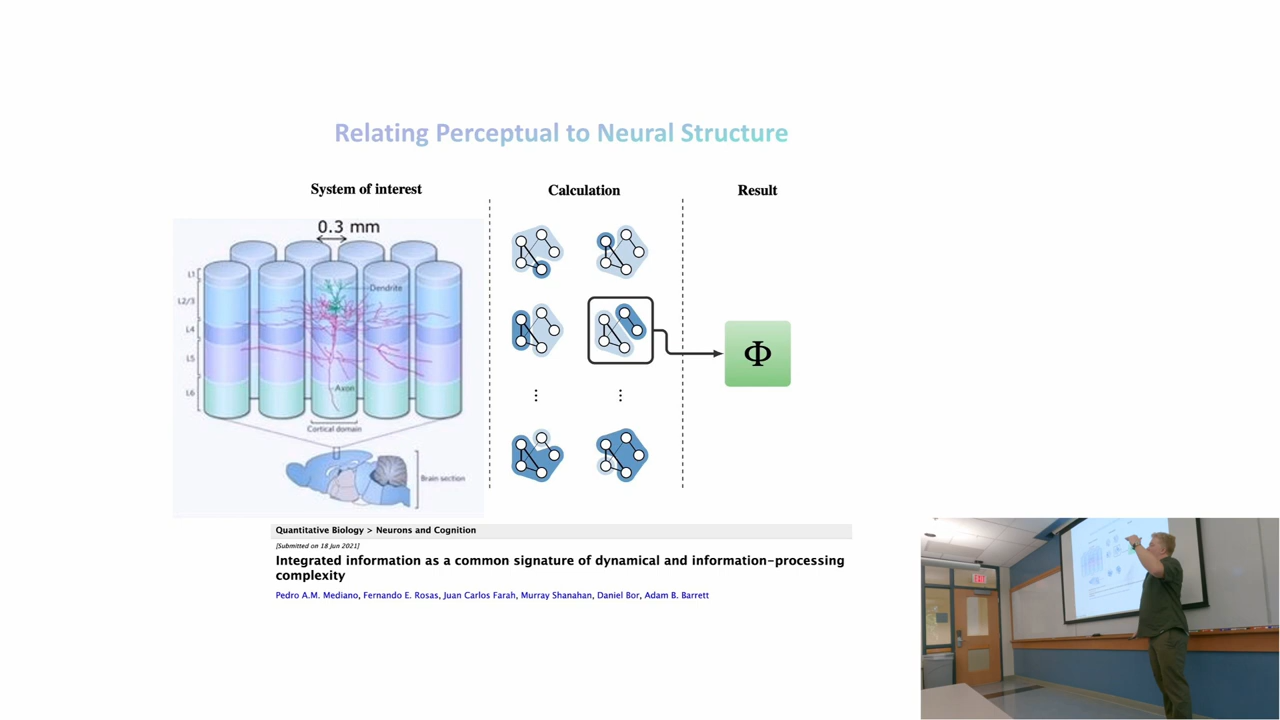 Relating Perceptual to Neural Structure
System of interest
Calculation
Result
0.3 mm
L1
L2/3
L4
L5
L6
Dendrite
Axon
Cortical domain
Brain section
Φ
Quantitative Biology > Neurons and Cognition
[Submitted on 18 Jun 2021]
Integrated information as a common signature of dynamical and information-processing
complexity
Pedro A.M. Mediano, Fernando E. Rosas, Juan Carlos Farah, Murray Shanahan, Daniel Bor, Adam B. Barrett
EXIT